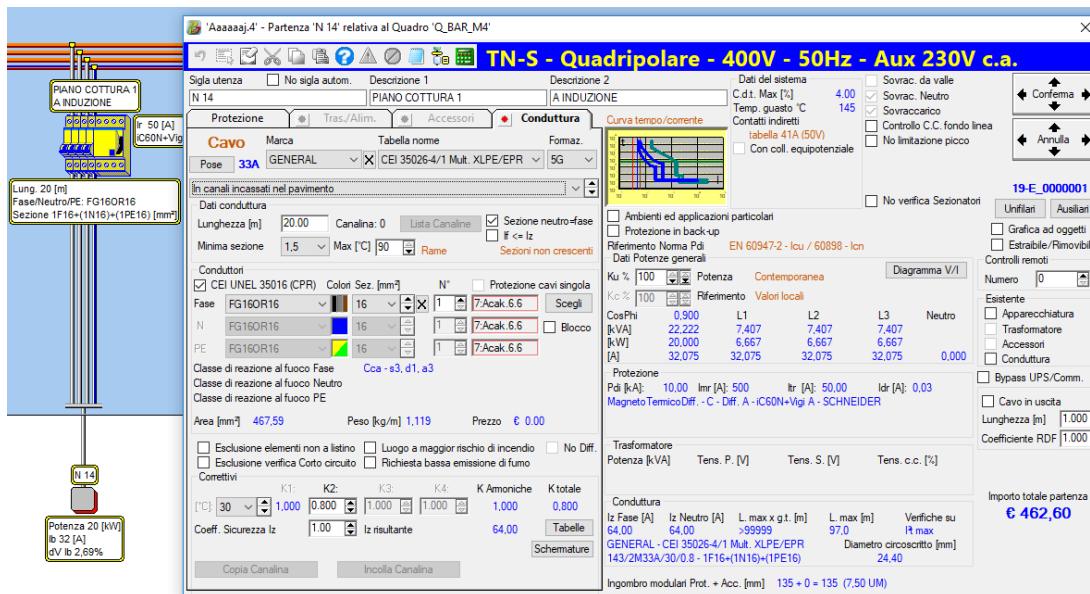 'Aaaaaaj.4' - Partenza 'N 14' relativa al Quadro 'Q_BAR_M4'
TN-S - Quadripolare - 400V - 50Hz - Aux 230V c.a.
PIANO COTTURA 1
A INDUZIONE
Ir 50 [A]
iC60N+Vigi
Lung. 20 [m]
Fase/Neutro/PE: FG16OR16
Sezione 1F16+(1N16)+(1PE16) [mm²]
N 14
Potenza 20 [kW]
Ib 32 [A]
dV Ib 2,69%
Sigla utenza No sigla autom. Descrizione 1 Descrizione 2
N 14 PIANO COTTURA 1 A INDUZIONE
Protezione Tras./Alim. Accessori Conduttura
Cavo Marca Tabella nome Formaz.
Pose 33A GENERAL X CEI 35026-4/1 Mult. XLPE/EPR 5G
In canali incassati nel pavimento
Dati conduttura
Lunghezza [m] 20.00 Canalina: 0 Lista Canaline Sezione neutro=fase
If <= Iz
Minima sezione 1,5 Max [°C] 90 Rame Sezioni non crescenti
Conduttori
CEI UNEL 35016 (CPR) Colori Sez. [mm²] N° Protezione cavi singola
Fase FG16OR16 16 X 1 7:Acak.6.6 Scegli
N FG16OR16 16 1 7:Acak.6.6 Blocco
PE FG16OR16 16 1 7:Acak.6.6
Classe di reazione al fuoco Fase Cca - s3, d1, a3
Classe di reazione al fuoco Neutro
Classe di reazione al fuoco PE
Area [mm²] 467,59 Peso [kg/m] 1,119 Prezzo € 0.00
Esclusione elementi non a listino Luogo a maggior rischio di incendio No Diff.
Esclusione verifica Corto circuito Richiesta bassa emissione di fumo
Correttivi
K1: K2: K3: K4: K Armoniche K totale
[°C]: 30 1,000 0.800 1.000 1.000 1,000 0,800
Coeff. Sicurezza Iz 1.00 Iz risultante 64,00 Tabelle
Schermature
Copia Canalina Incolla Canalina
Curva tempo/corrente
Dati del sistema
C.d.t. Max [%] 4.00
Temp. guasto °C 145
Contatti indiretti
tabella 41A (50V)
Con coll. equipotenziale
Sovrac. da valle
Sovrac. Neutro
Sovraccarico
Controllo C.C. fondo linea
No limitazione picco
No verifica Sezionatori
Ambienti ed applicazioni particolari
Protezione in back-up
Riferimento Norma Pdi EN 60947-2 - Icu / 60898 - Icn
Dati Potenze generali
Ku % 100 Potenza Contemporanea Diagramma V/I
Kc % 100 Riferimento Valori locali
CosPhi 0,900 L1 L2 L3 Neutro
[kVA] 22,222 7,407 7,407 7,407
[kW] 20,000 6,667 6,667 6,667
[A] 32,075 32,075 32,075 32,075 0,000
Protezione
Pdi [kA]: 10,00 Imr [A]: 500 Itr [A]: 50,00 Idr [A]: 0,03
MagnetoTermicoDiff. - C - Diff. A - iC60N+Vigi A - SCHNEIDER
Trasformatore
Potenza [kVA] Tens. P. [V] Tens. S. [V] Tens. c.c. [%]
Conduttura
Iz Fase [A] Iz Neutro [A] L. max x g.t. [m] L. max [m] Verifiche su
64,00 64,00 >99999 97,0 I²t max
GENERAL - CEI 35026-4/1 Mult. XLPE/EPR Diametro circoscritto [mm]
143/2M33A/30/0.8 - 1F16+(1N16)+(1PE16) 24,40
Ingombro modulari Prot. + Acc. [mm] 135 + 0 = 135 (7,50 UM)
Conferma
Annulla
19-E_0000001
Unifilari Ausiliari
Grafica ad oggetti
Estraibile/Rimovibil
Controlli remoti
Numero 0
Esistente
Apparecchiatura
Trasformatore
Accessori
Conduttura
Bypass UPS/Comm.
Cavo in uscita
Lunghezza [m] 1.000
Coefficiente RDF 1.000
Importo totale partenza
€ 462,60